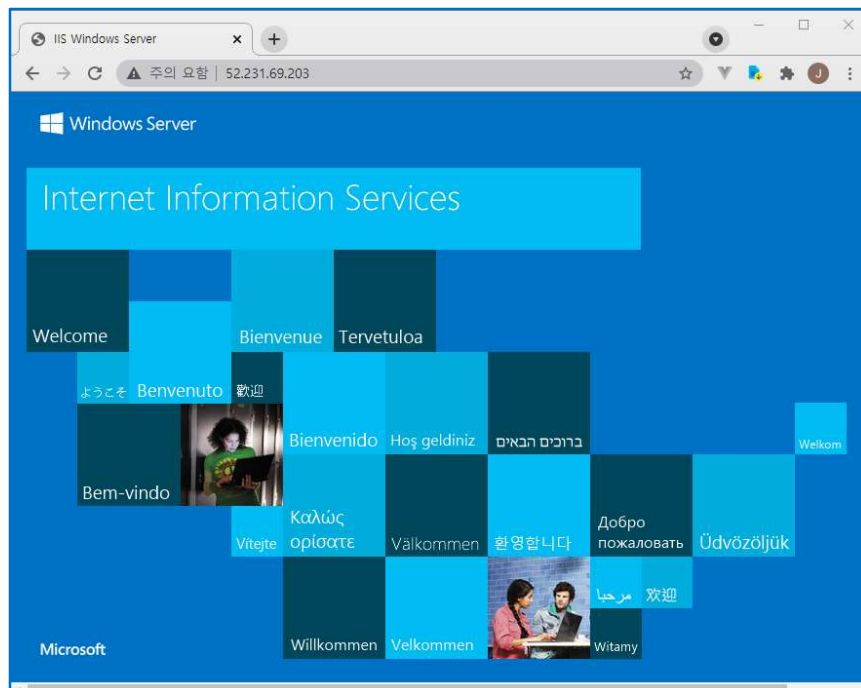 IIS Windows Server
주의 요함 | 52.231.69.203
J
Windows Server
Internet Information Services
Welcome
Bienvenue
Tervetuloa
ようこそ
Benvenuto
歡迎
Bienvenido
Hoş geldiniz
ברוכים הבאים
Welkom
Bem-vindo
Vítejte
Καλώς
ορίσατε
Välkommen
환영합니다
Добро
пожаловать
Üdvözöljük
مرحبا
欢迎
Willkommen
Velkommen
Witamy
Microsoft